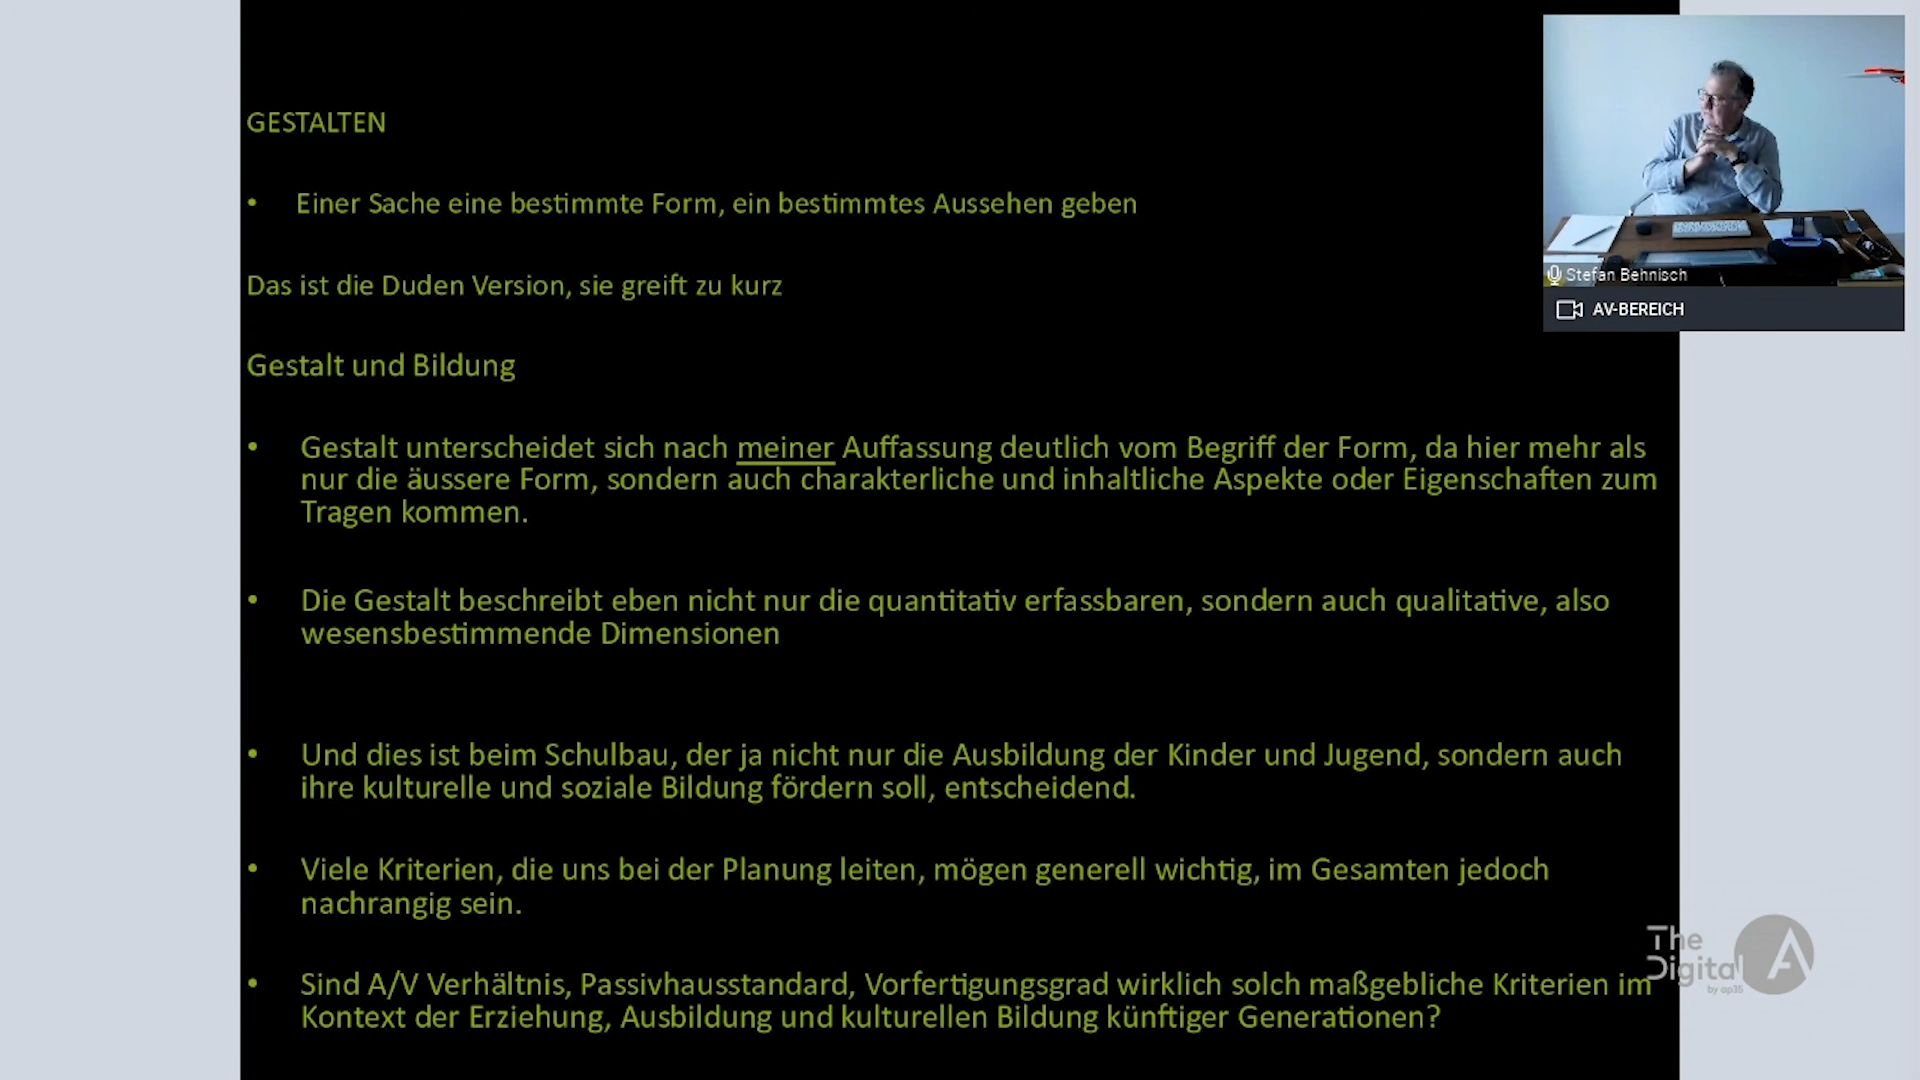 GESTALTEN
• Einer Sache eine bestimmte Form, ein bestimmtes Aussehen geben
Das ist die Duden Version, sie greift zu kurz
Gestalt und Bildung
• Gestalt unterscheidet sich nach meiner Auffassung deutlich vom Begriff der Form, da hier mehr als
nur die äussere Form, sondern auch charakterliche und inhaltliche Aspekte oder Eigenschaften zum
Tragen kommen.
• Die Gestalt beschreibt eben nicht nur die quantitativ erfassbaren, sondern auch qualitative, also
wesensbestimmende Dimensionen
• Und dies ist beim Schulbau, der ja nicht nur die Ausbildung der Kinder und Jugend, sondern auch
ihre kulturelle und soziale Bildung fördern soll, entscheidend.
• Viele Kriterien, die uns bei der Planung leiten, mögen generell wichtig, im Gesamten jedoch
nachrangig sein.
• Sind A/V Verhältnis, Passivhausstandard, Vorfertigungsgrad wirklich solch maßgebliche Kriterien im
Kontext der Erziehung, Ausbildung und kulturellen Bildung künftiger Generationen?
Stefan Behnisch
AV-BEREICH
The
Digital A
by ap35